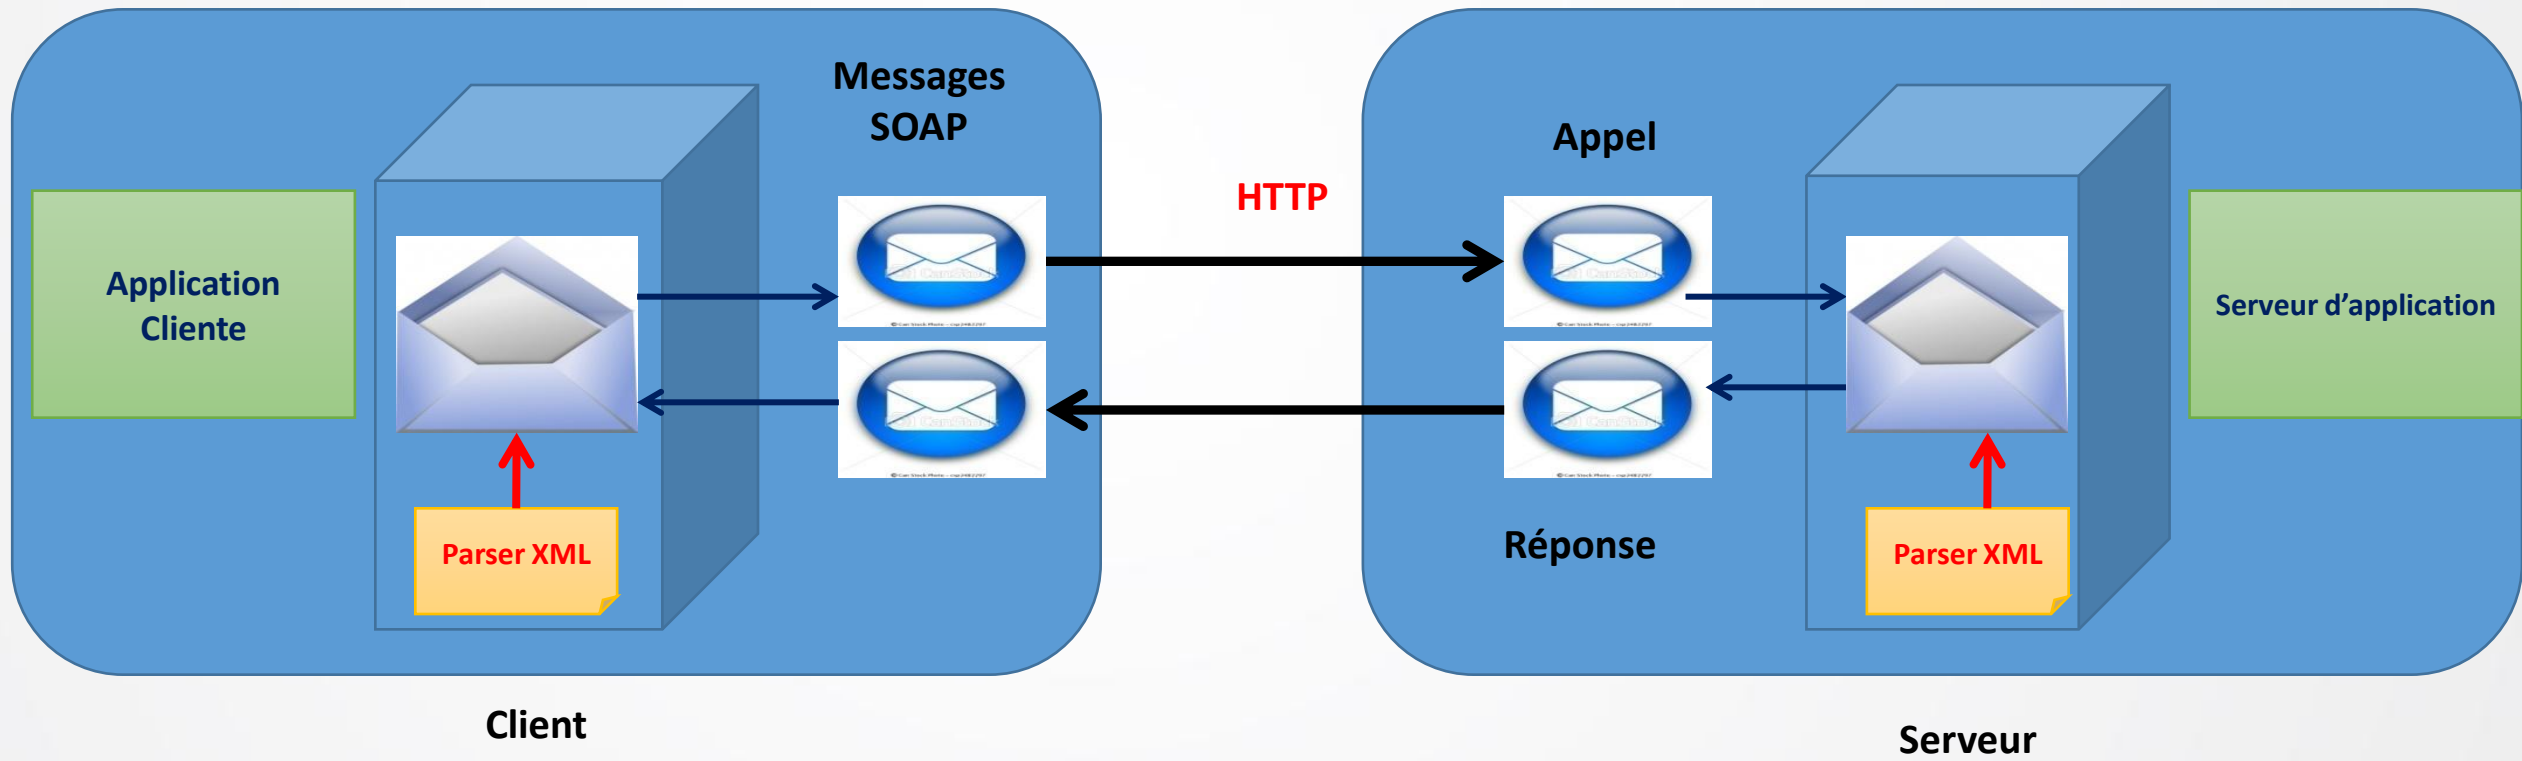 Messages
SOAP
Appel
HTTP
Application
Cliente
Serveur d’application
Parser XML
Réponse
Parser XML
Client
Serveur